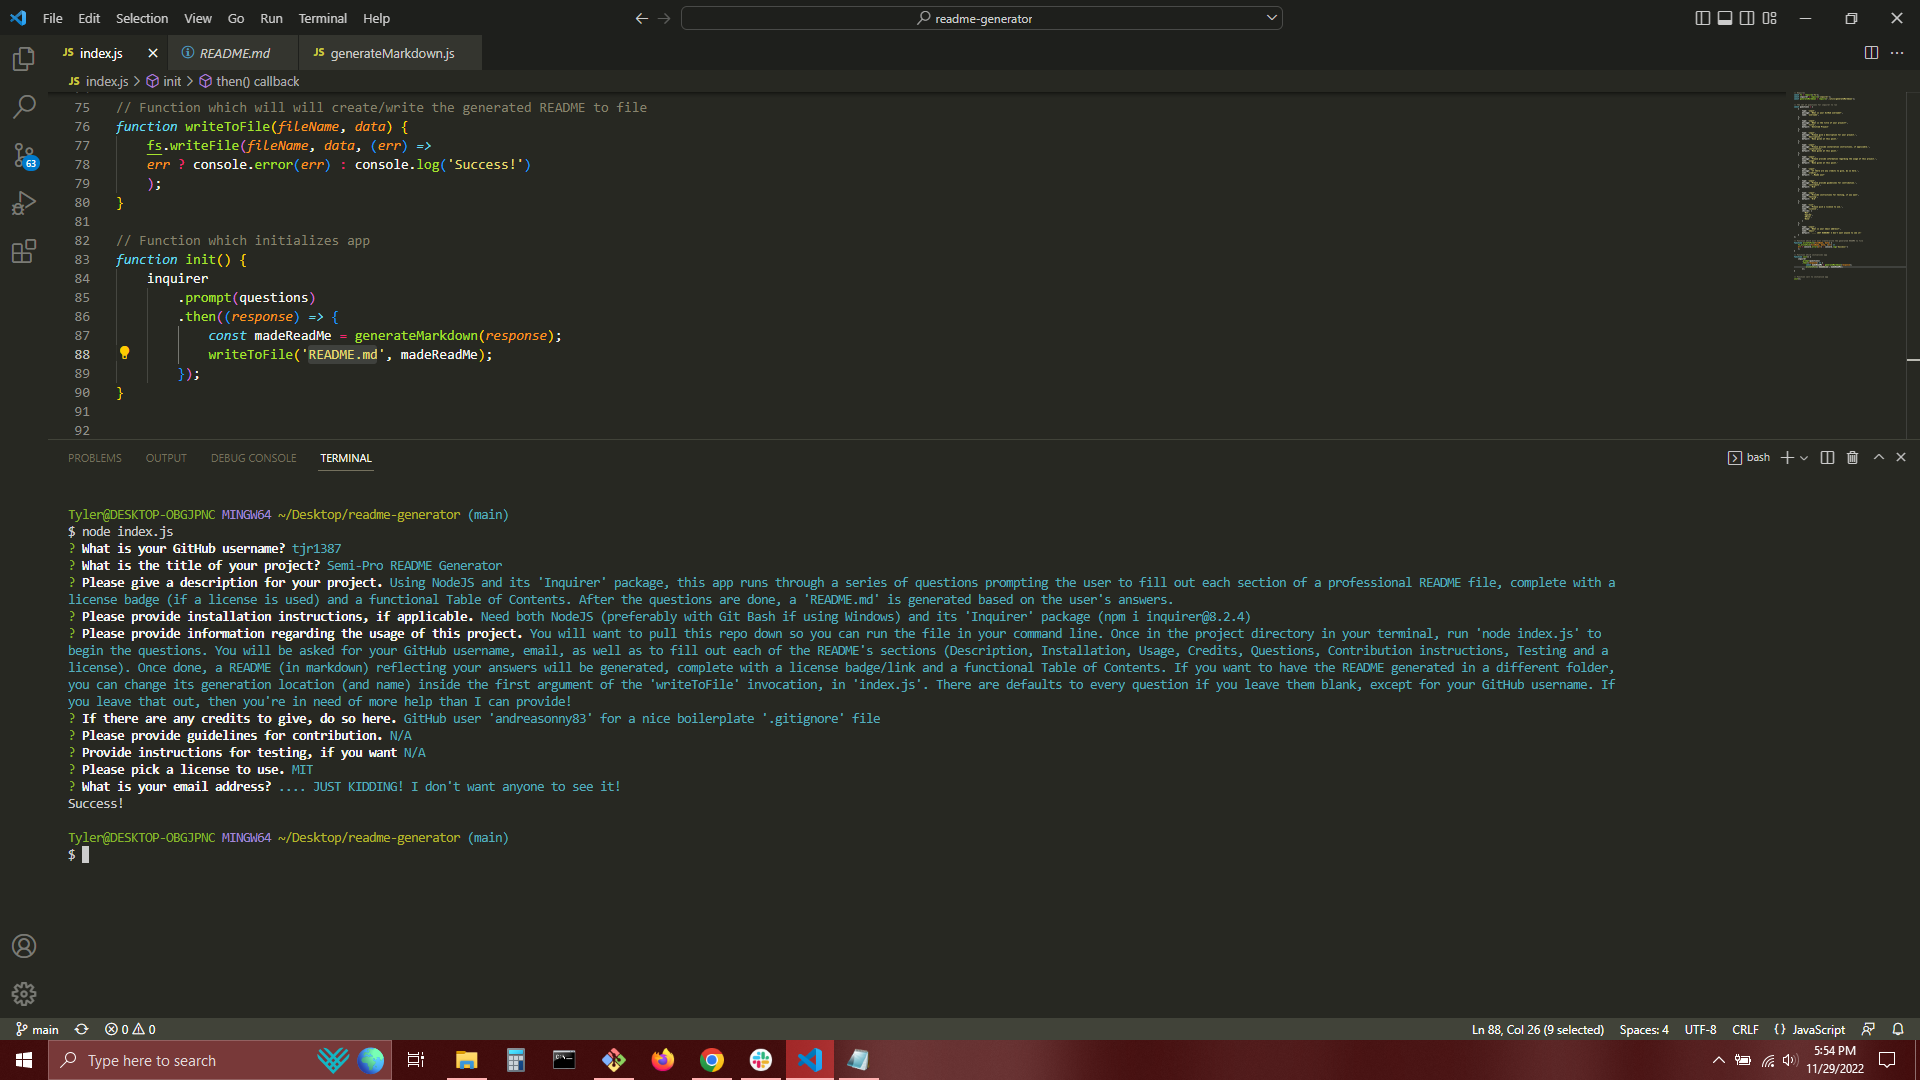 File Edit Selection View Go Run Terminal Help readme-generator
JS index.js README.md JS generateMarkdown.js
JS index.js > init > then() callback
75 // Function which will will create/write the generated README to file
76 function writeToFile(fileName, data) {
77 fs.writeFile(fileName, data, (err) =>
78 err ? console.error(err) : console.log('Success!')
79 );
80 }
81
82 // Function which initializes app
83 function init() {
84 inquirer
85 .prompt(questions)
86 .then((response) => {
87 const madeReadMe = generateMarkdown(response);
88 writeToFile('README.md', madeReadMe);
89 });
90 }
91
92
63
PROBLEMS OUTPUT DEBUG CONSOLE TERMINAL bash
Tyler@DESKTOP-OBGJPNC MINGW64 ~/Desktop/readme-generator (main)
$ node index.js
? What is your GitHub username? tjr1387
? What is the title of your project? Semi-Pro README Generator
? Please give a description for your project. Using NodeJS and its 'Inquirer' package, this app runs through a series of questions prompting the user to fill out each section of a professional README file, complete with a
license badge (if a license is used) and a functional Table of Contents. After the questions are done, a 'README.md' is generated based on the user's answers.
? Please provide installation instructions, if applicable. Need both NodeJS (preferably with Git Bash if using Windows) and its 'Inquirer' package (npm i inquirer@8.2.4)
? Please provide information regarding the usage of this project. You will want to pull this repo down so you can run the file in your command line. Once in the project directory in your terminal, run 'node index.js' to
begin the questions. You will be asked for your GitHub username, email, as well as to fill out each of the README's sections (Description, Installation, Usage, Credits, Questions, Contribution instructions, Testing and a
license). Once done, a README (in markdown) reflecting your answers will be generated, complete with a license badge/link and a functional Table of Contents. If you want to have the README generated in a different folder,
you can change its generation location (and name) inside the first argument of the 'writeToFile' invocation, in 'index.js'. There are defaults to every question if you leave them blank, except for your GitHub username. If
you leave that out, then you're in need of more help than I can provide!
? If there are any credits to give, do so here. GitHub user 'andreasonny83' for a nice boilerplate '.gitignore' file
? Please provide guidelines for contribution. N/A
? Provide instructions for testing, if you want N/A
? Please pick a license to use. MIT
? What is your email address? .... JUST KIDDING! I don't want anyone to see it!
Success!
Tyler@DESKTOP-OBGJPNC MINGW64 ~/Desktop/readme-generator (main)
$
main 0 0 Ln 88, Col 26 (9 selected) Spaces: 4 UTF-8 CRLF {} JavaScript
Type here to search
5:54 PM
11/29/2022